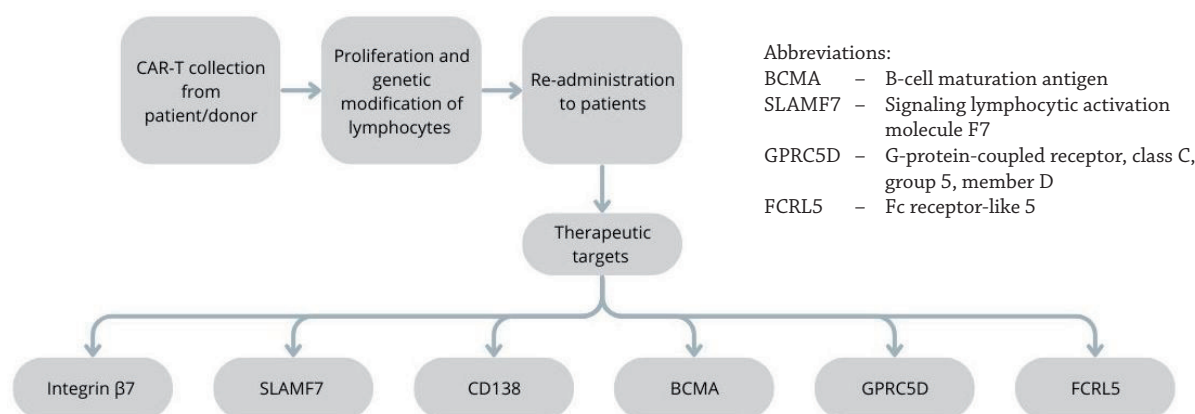 CAR-T collection
from
patient/donor
Proliferation and
genetic
modification of
lymphocytes
Re-administration
to patients
Abbreviations:
BCMA – B-cell maturation antigen
SLAMF7 – Signaling lymphocytic activation
molecule F7
GPRC5D – G-protein-coupled receptor, class C,
group 5, member D
FCRL5 – Fc receptor-like 5
Therapeutic
targets
Integrin β7
SLAMF7
CD138
BCMA
GPRC5D
FCRL5